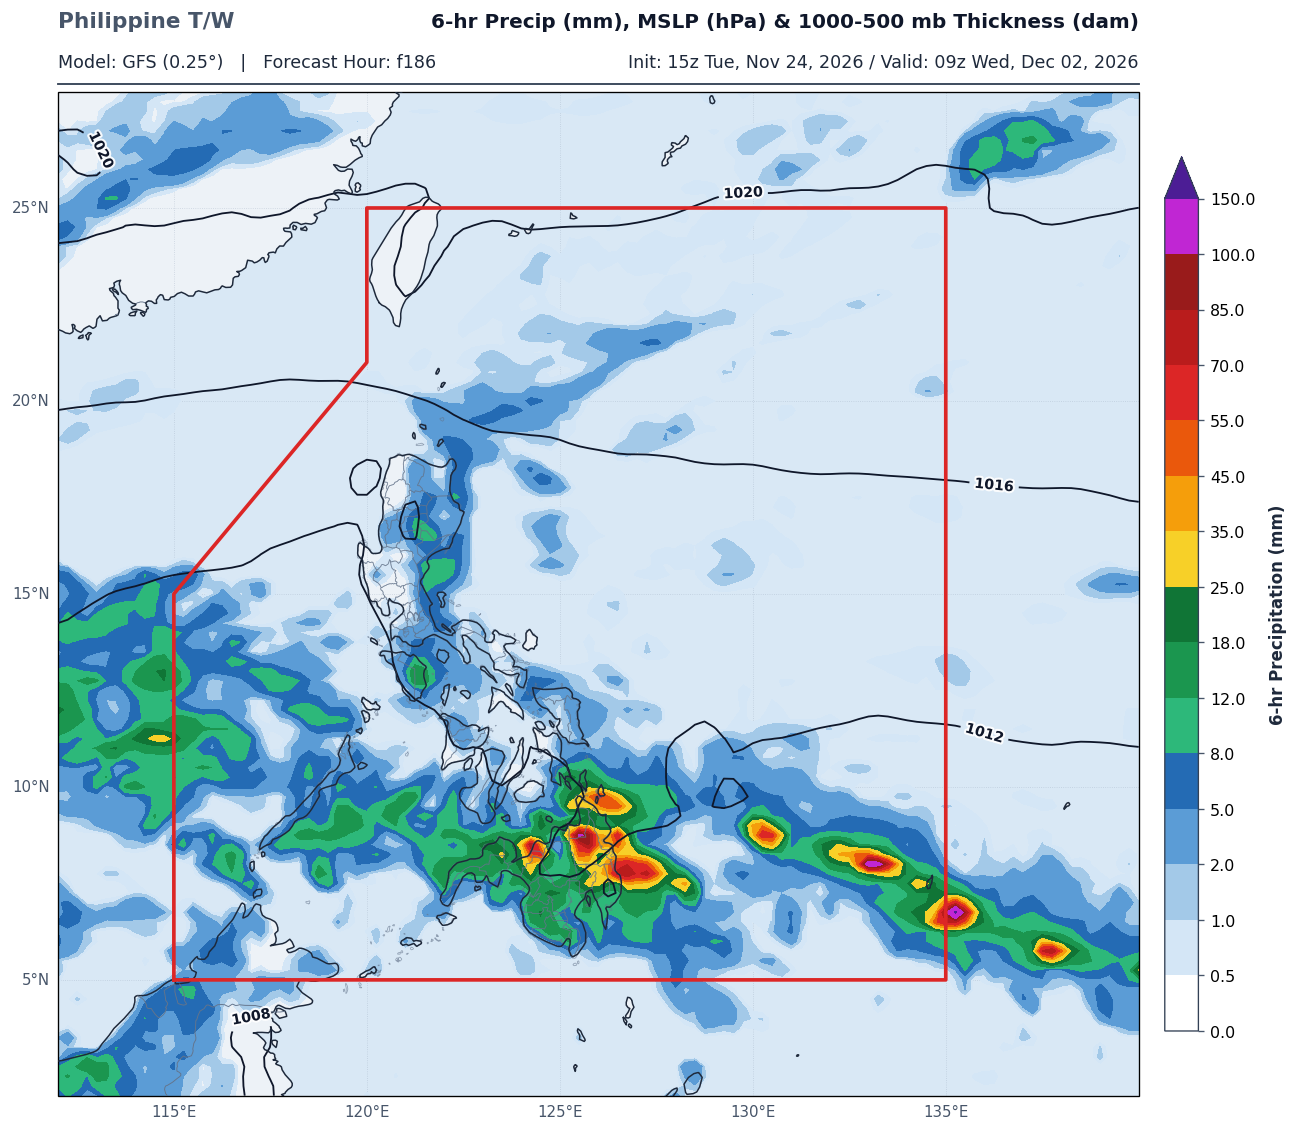 Philippine T/W
6-hr Precip (mm), MSLP (hPa) & 1000-500 mb Thickness (dam)
Model: GFS (0.25°) | Forecast Hour: f186
Init: 15z Tue, Nov 24, 2026 / Valid: 09z Wed, Dec 02, 2026
1020
1020
1016
1012
1008
25°N
20°N
15°N
10°N
5°N
115°E
120°E
125°E
130°E
135°E
150.0
100.0
85.0
70.0
55.0
45.0
35.0
25.0
18.0
12.0
8.0
5.0
2.0
1.0
0.5
0.0
6-hr Precipitation (mm)